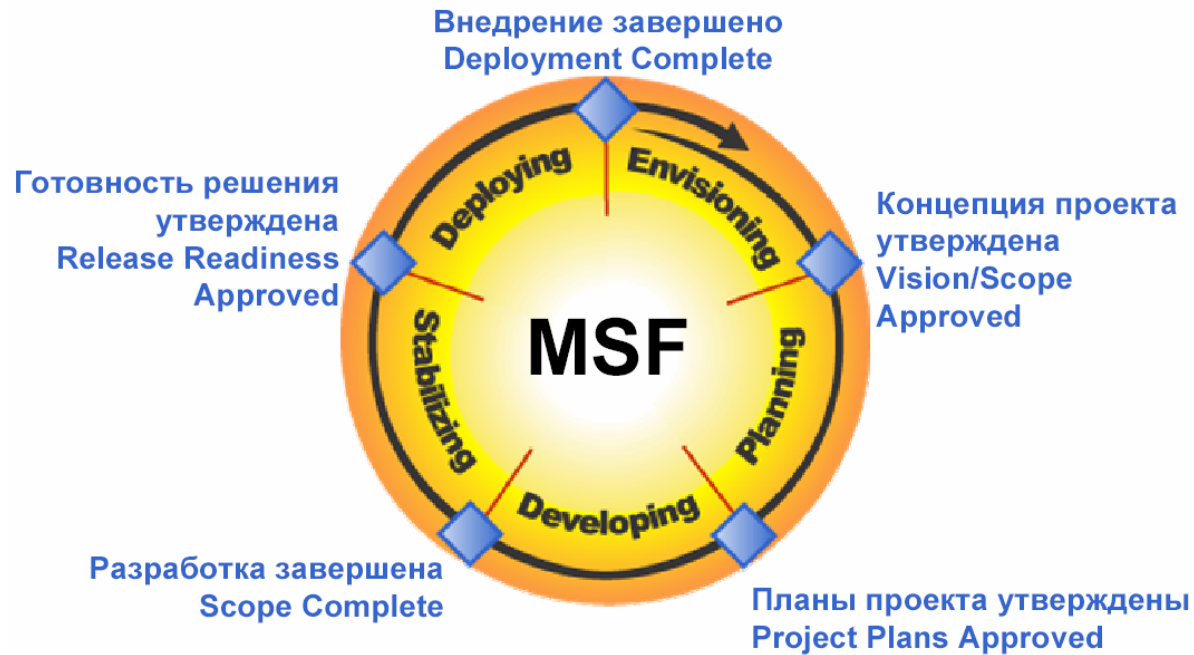 Внедрение завершено
Deployment Complete
Deploying
Envisioning
Готовность решения
утверждена
Release Readiness
Approved
Концепция проекта
утверждена
Vision/Scope
Approved
MSF
Stabilizing
Planning
Developing
Разработка завершена
Scope Complete
Планы проекта утверждены
Project Plans Approved